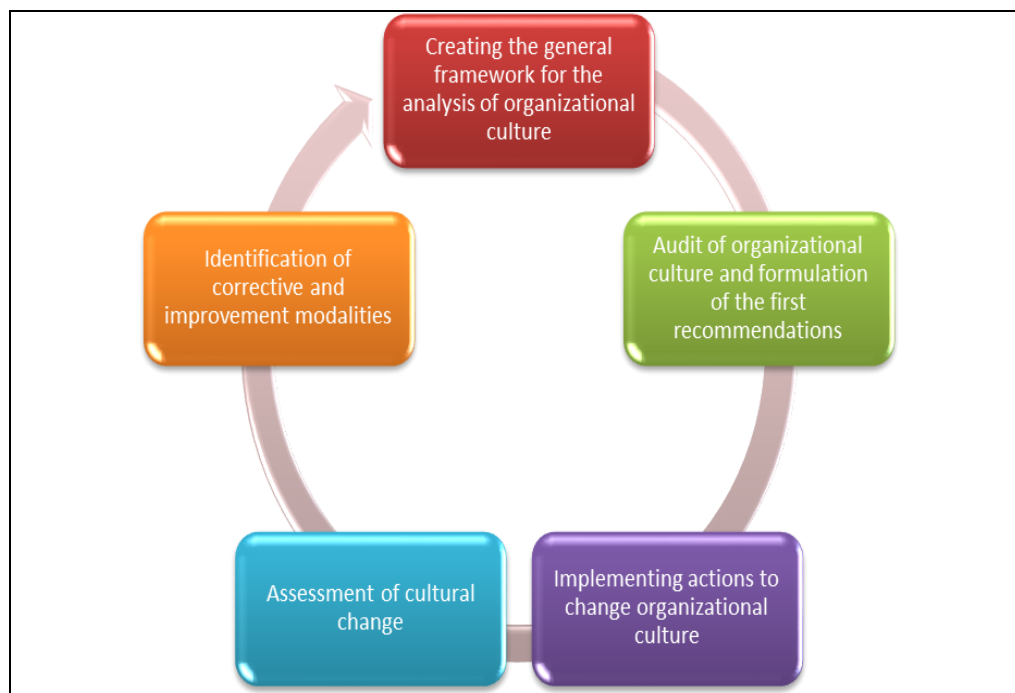 Creating the general
framework for the
analysis of organizational
culture
Audit of organizational
culture and formulation
of the first
recommendations
Implementing actions to
change organizational
culture
Assessment of cultural
change
Identification of
corrective and
improvement modalities